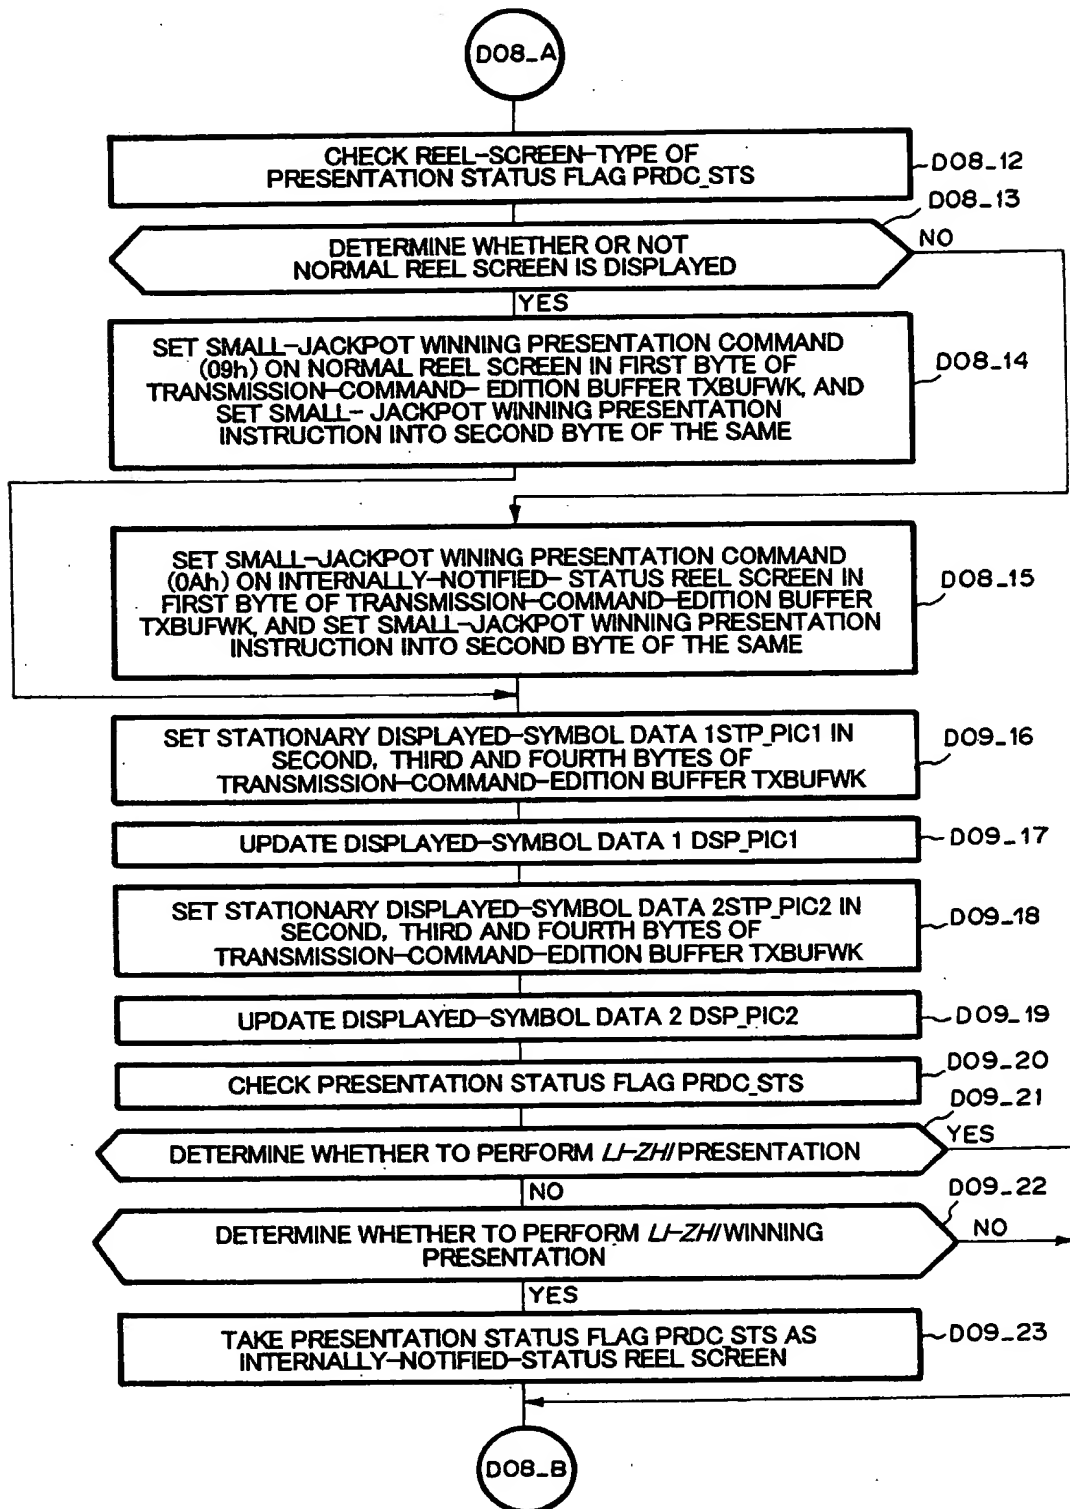 D08_A
CHECK REEL-SCREEN-TYPE OF
PRESENTATION STATUS FLAG PRDC_STS
D08_12
D08_13
DETERMINE WHETHER OR NOT
NORMAL REEL SCREEN IS DISPLAYED
NO
YES
SET SMALL-JACKPOT WINNING PRESENTATION COMMAND
(09h) ON NORMAL REEL SCREEN IN FIRST BYTE OF
TRANSMISSION-COMMAND- EDITION BUFFER TXBUFWK, AND
SET SMALL- JACKPOT WINNING PRESENTATION
INSTRUCTION INTO SECOND BYTE OF THE SAME
D08_14
SET SMALL-JACKPOT WINING PRESENTATION COMMAND
(0Ah) ON INTERNALLY-NOTIFIED- STATUS REEL SCREEN IN
FIRST BYTE OF TRANSMISSION-COMMAND-EDITION BUFFER
TXBUFWK, AND SET SMALL-JACKPOT WINNING PRESENTATION
INSTRUCTION INTO SECOND BYTE OF THE SAME
D08_15
SET STATIONARY DISPLAYED-SYMBOL DATA 1STP_PIC1 IN
SECOND, THIRD AND FOURTH BYTES OF
TRANSMISSION-COMMAND-EDITION BUFFER TXBUFWK
D09_16
UPDATE DISPLAYED-SYMBOL DATA 1 DSP_PIC1
D09_17
SET STATIONARY DISPLAYED-SYMBOL DATA 2STP_PIC2 IN
SECOND, THIRD AND FOURTH BYTES OF
TRANSMISSION-COMMAND-EDITION BUFFER TXBUFWK
D09_18
UPDATE DISPLAYED-SYMBOL DATA 2 DSP_PIC2
D09_19
CHECK PRESENTATION STATUS FLAG PRDC_STS
D09_20
D09_21
DETERMINE WHETHER TO PERFORM LI-ZHI PRESENTATION
YES
NO
D09_22
DETERMINE WHETHER TO PERFORM LI-ZHI WINNING
PRESENTATION
NO
YES
TAKE PRESENTATION STATUS FLAG PRDC_STS AS
INTERNALLY-NOTIFIED-STATUS REEL SCREEN
D09_23
D08_B